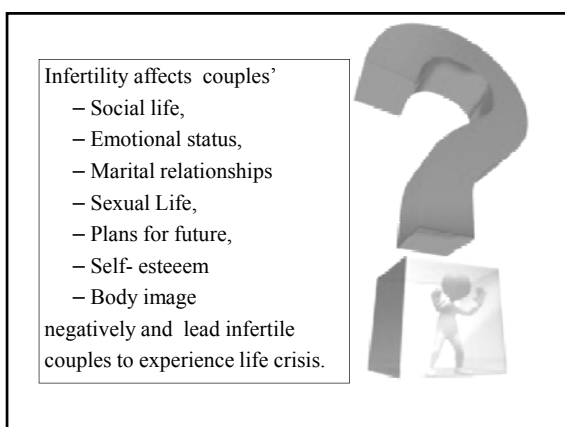 Infertility affects couples’
– Social life,
– Emotional status,
– Marital relationships
– Sexual Life,
– Plans for future,
– Self- esteeem
– Body image
negatively and lead infertile
couples to experience life crisis.